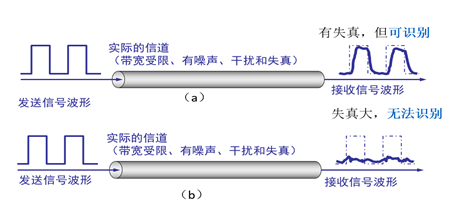 有失真，但可识别
实际的信道
（带宽受限、有噪声、干扰和失真）
发送信号波形
（a）
接收信号波形
失真大，无法识别
实际的信道
（带宽受限、有噪声、干扰和失真）
发送信号波形
（b）
接收信号波形